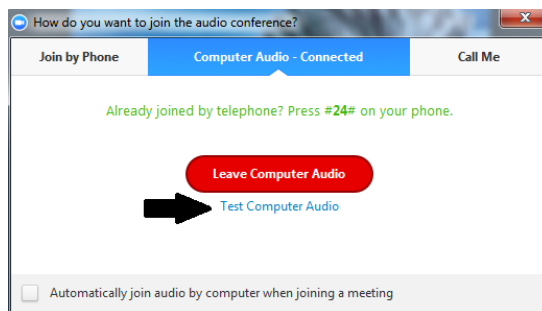 How do you want to join the audio conference?
Join by Phone
Computer Audio - Connected
Call Me
Already joined by telephone? Press #24# on your phone.
Leave Computer Audio
Test Computer Audio
Automatically join audio by computer when joining a meeting